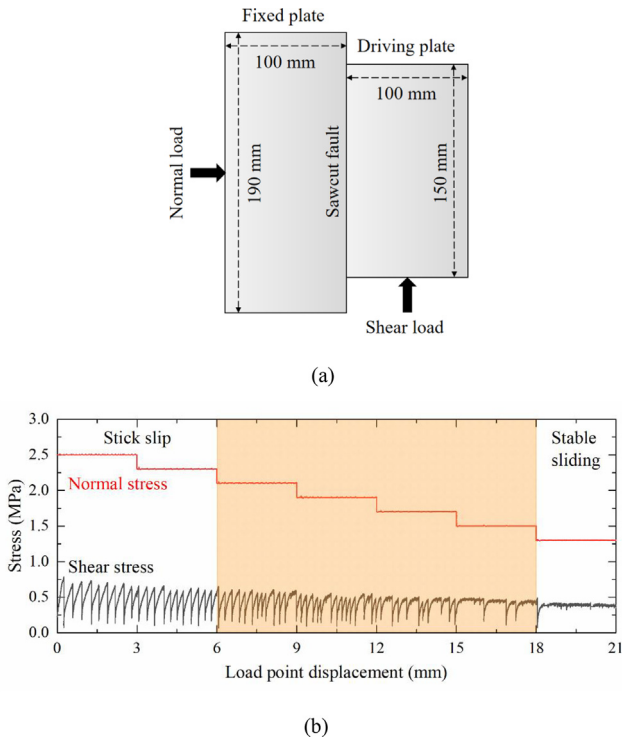 Fixed plate
100 mm
Driving plate
100 mm
Normal load
190 mm
Sawcut fault
150 mm
Shear load
(a)
3.0
2.5
2.0
1.5
1.0
0.5
0.0
Stress (MPa)
Stick slip
Normal stress
Shear stress
Stable
sliding
0 3 6 9 12 15 18 21
Load point displacement (mm)
(b)